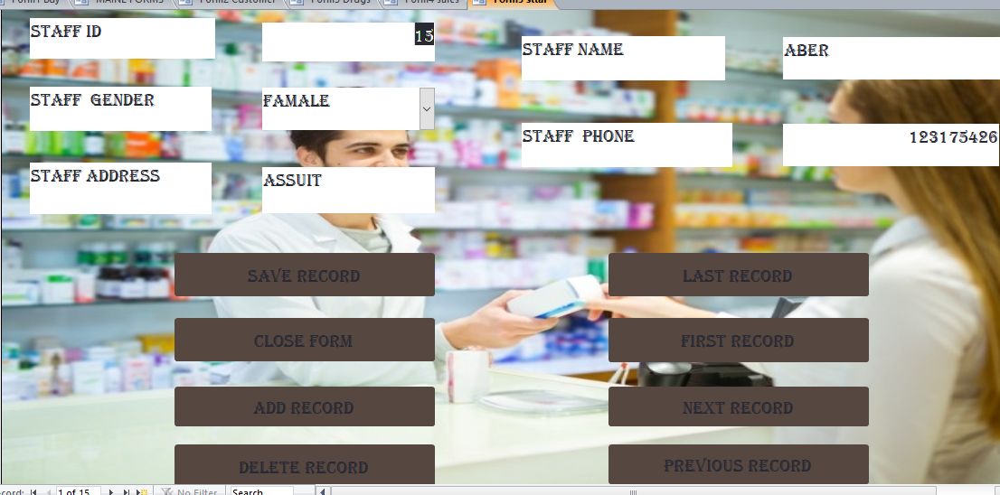 Form1 buy
MAINE FORMS
Form2 Customer
Form3 Drugs
Form4 sales
Form5 sttaf
STAFF ID
15
STAFF NAME
ABER
STAFF GENDER
FAMALE
STAFF PHONE
123175426
STAFF ADDRESS
ASSUIT
SAVE RECORD
LAST RECORD
CLOSE FORM
FIRST RECORD
ADD RECORD
NEXT RECORD
DELETE RECORD
PREVIOUS RECORD
cord:
1 of 15
No Filter
Search